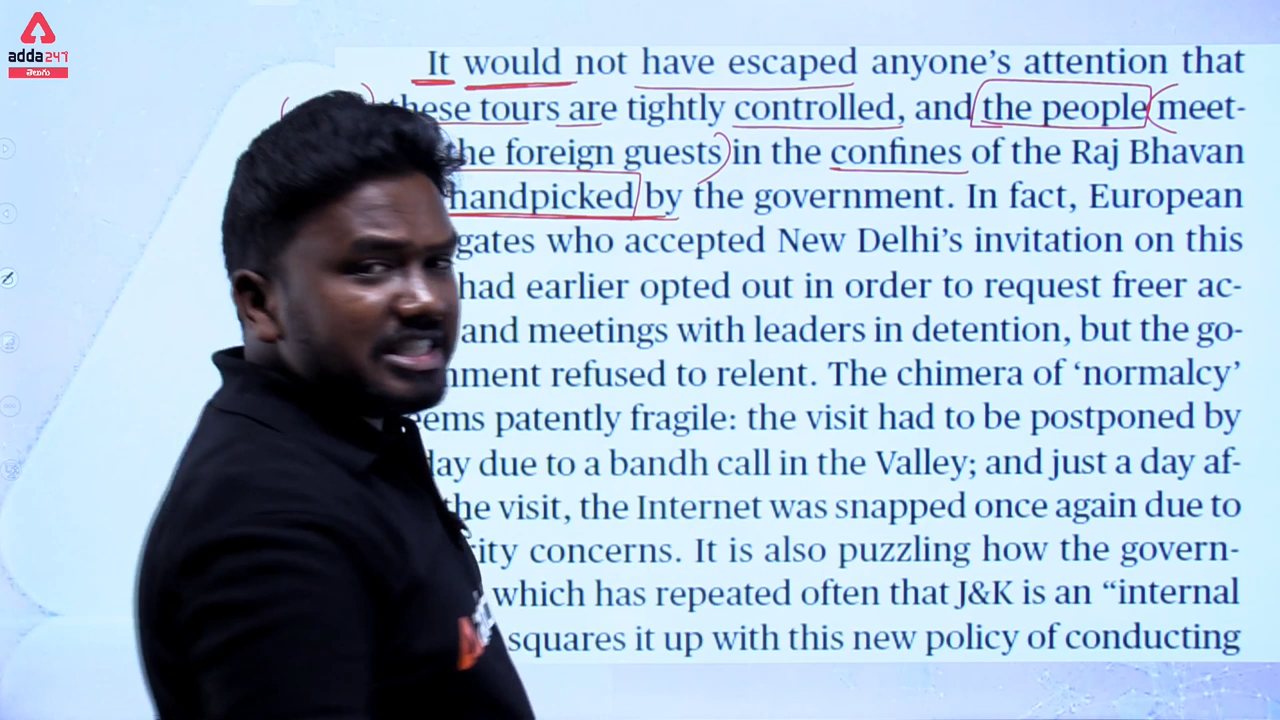 adda247
తెలుగు
It would not have escaped anyone's attention that
these tours are tightly controlled, and the people meet-
the foreign guests in the confines of the Raj Bhavan
handpicked by the government. In fact, European
gates who accepted New Delhi's invitation on this
had earlier opted out in order to request freer ac-
and meetings with leaders in detention, but the go-
nment refused to relent. The chimera of ‘normalcy’
eems patently fragile: the visit had to be postponed by
day due to a bandh call in the Valley; and just a day af-
the visit, the Internet was snapped once again due to
rity concerns. It is also puzzling how the govern-
which has repeated often that J&K is an “internal
squares it up with this new policy of conducting